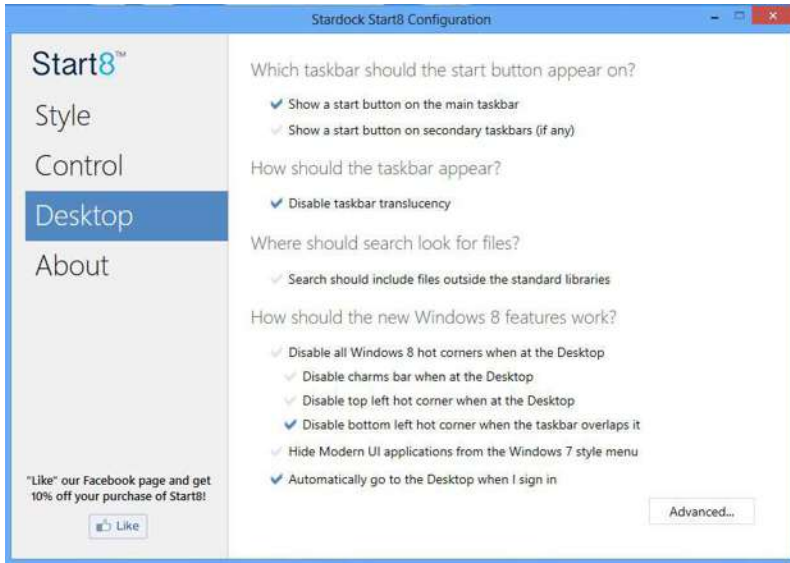 Stardock Start8 Configuration
Start8™
Style
Control
Desktop
About
"Like" our Facebook page and get
10% off your purchase of Start8!
Like
Which taskbar should the start button appear on?
Show a start button on the main taskbar
Show a start button on secondary taskbars (if any)
How should the taskbar appear?
Disable taskbar translucency
Where should search look for files?
Search should include files outside the standard libraries
How should the new Windows 8 features work?
Disable all Windows 8 hot corners when at the Desktop
Disable charms bar when at the Desktop
Disable top left hot corner when at the Desktop
Disable bottom left hot corner when the taskbar overlaps it
Hide Modern UI applications from the Windows 7 style menu
Automatically go to the Desktop when I sign in
Advanced...